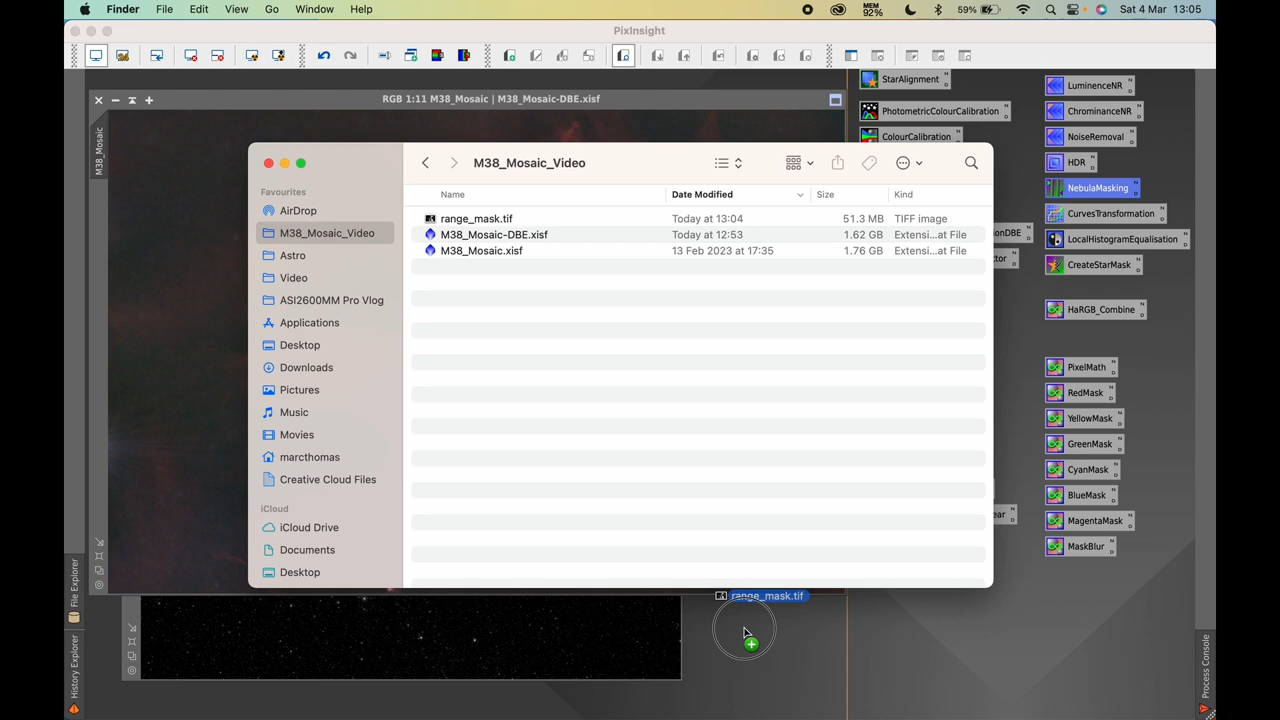 Finder File Edit View Go Window Help MEM 92% 59% Sat 4 Mar 13:05
PixInsight
RGB 1:11 M38_Mosaic | M38_Mosaic-DBE.xisf
M38_Mosaic
M38_Mosaic_Video
Favourites
AirDrop
M38_Mosaic_Video
Astro
Video
ASI2600MM Pro Vlog
Applications
Desktop
Downloads
Pictures
Music
Movies
marcthomas
Creative Cloud Files
iCloud
iCloud Drive
Documents
Desktop
Name Date Modified Size Kind
range_mask.tif Today at 13:04 51.3 MB TIFF image
M38_Mosaic-DBE.xisf Today at 12:53 1.62 GB Extensi...at File
M38_Mosaic.xisf 13 Feb 2023 at 17:35 1.76 GB Extensi...at File
range_mask.tif
StarAlignment
PhotometricColourCalibration
ColourCalibration
onDBE
tor
ear
LuminenceNR
ChrominanceNR
NoiseRemoval
HDR
NebulaMasking
CurvesTransformation
LocalHistogramEqualisation
CreateStarMask
HaRGB_Combine
PixelMath
RedMask
YellowMask
GreenMask
CyanMask
BlueMask
MagentaMask
MaskBlur
File Explorer
History Explorer
Process Console